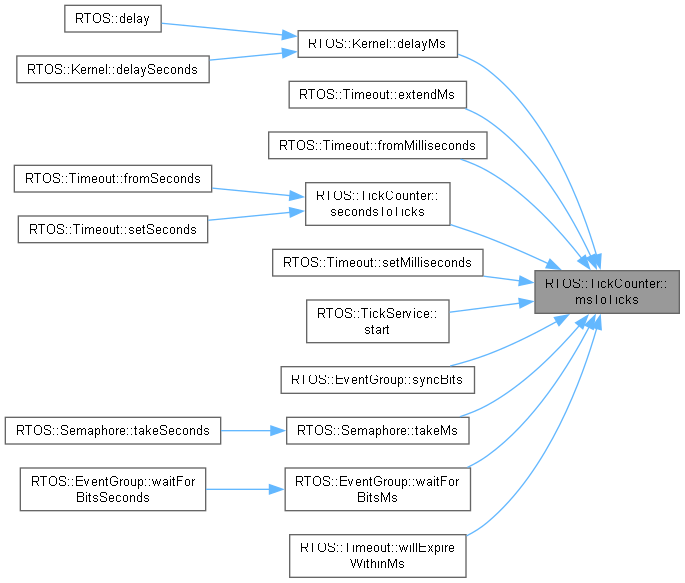 RTOS::delay
RTOS::Kernel::delayMs
RTOS::Kernel::delaySeconds
RTOS::Timeout::extendMs
RTOS::Timeout::fromMilliseconds
RTOS::Timeout::fromSeconds
RTOS::TickCounter::
secondsToTicks
RTOS::Timeout::setSeconds
RTOS::Timeout::setMilliseconds
RTOS::TickCounter::
msToTicks
RTOS::TickService::
start
RTOS::EventGroup::syncBits
RTOS::Semaphore::takeSeconds
RTOS::Semaphore::takeMs
RTOS::EventGroup::waitFor
BitsSeconds
RTOS::EventGroup::waitFor
BitsMs
RTOS::Timeout::willExpire
WithinMs